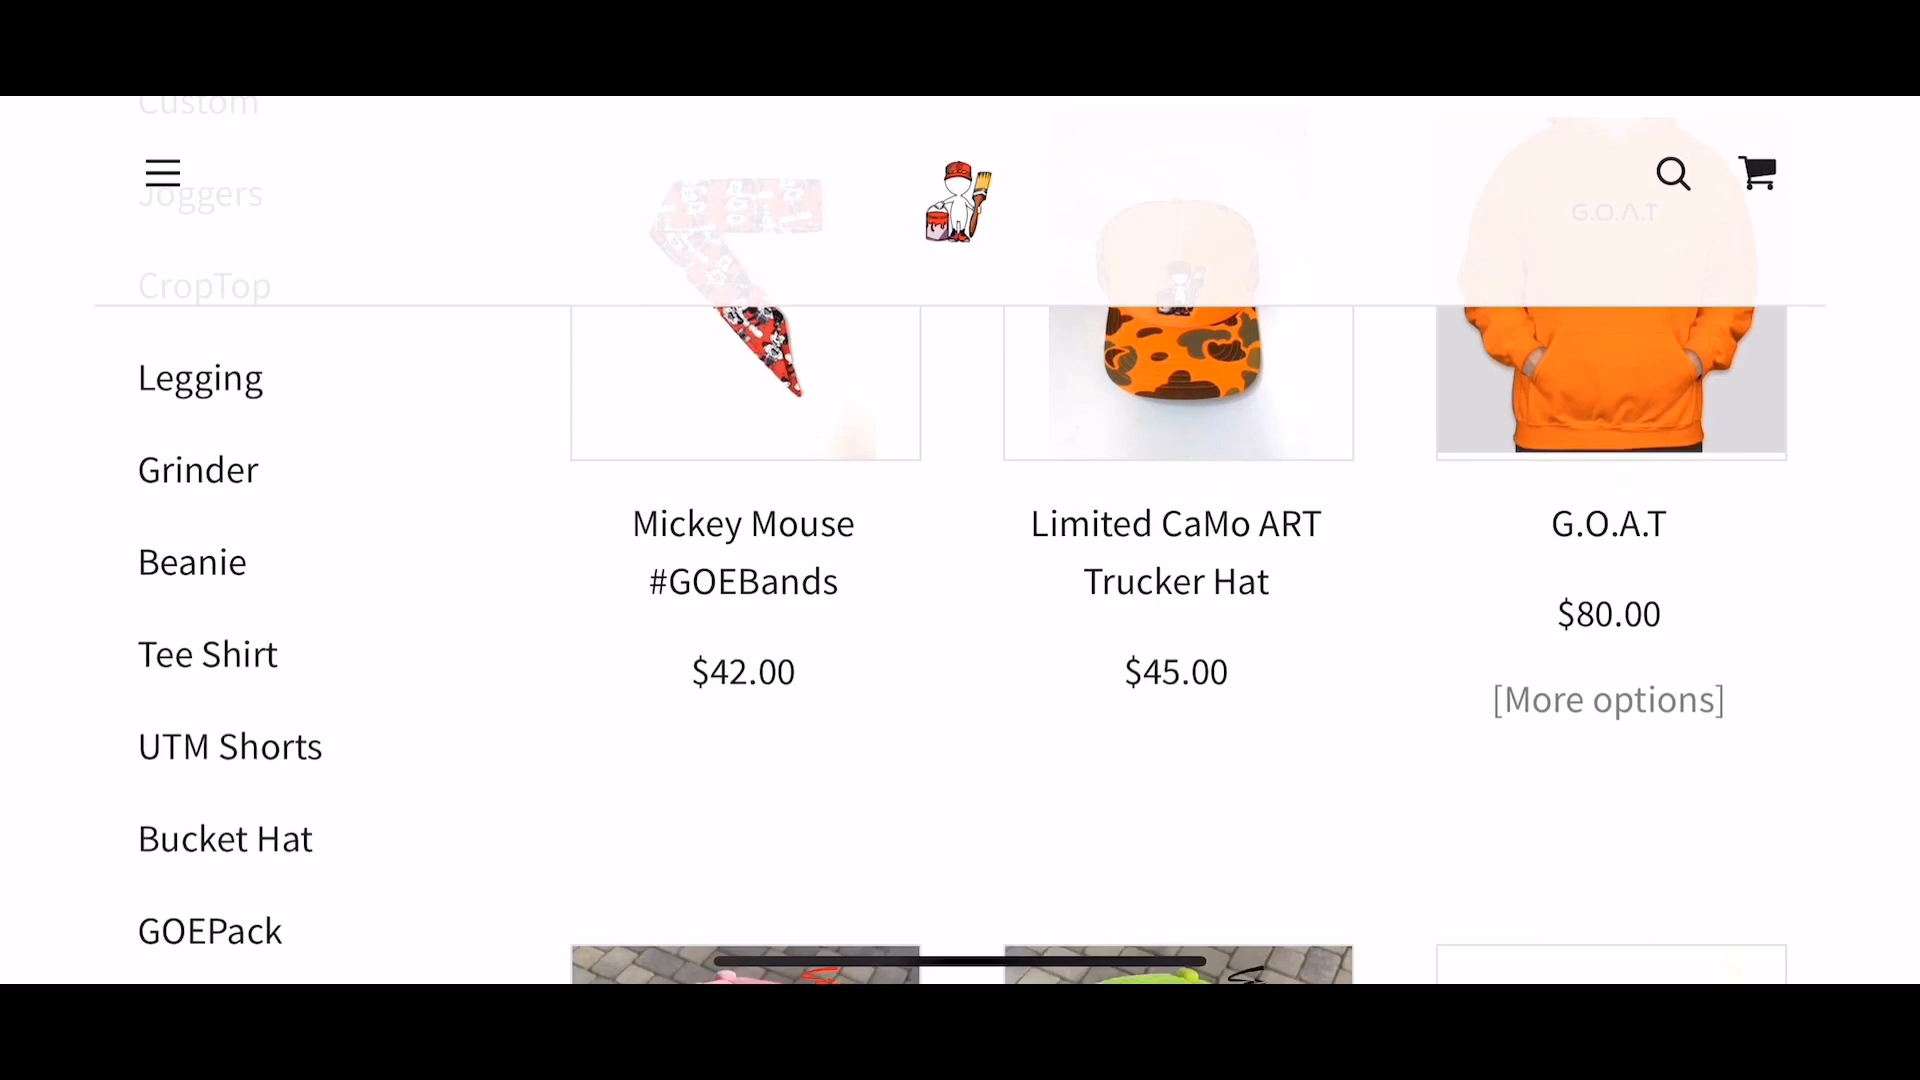 Custom
Joggers
CropTop
Legging
Grinder
Beanie
Tee Shirt
UTM Shorts
Bucket Hat
GOEPack
G.O.A.T
Mickey Mouse
#GOEBands
$42.00
Limited CaMo ART
Trucker Hat
$45.00
G.O.A.T
$80.00
[More options]